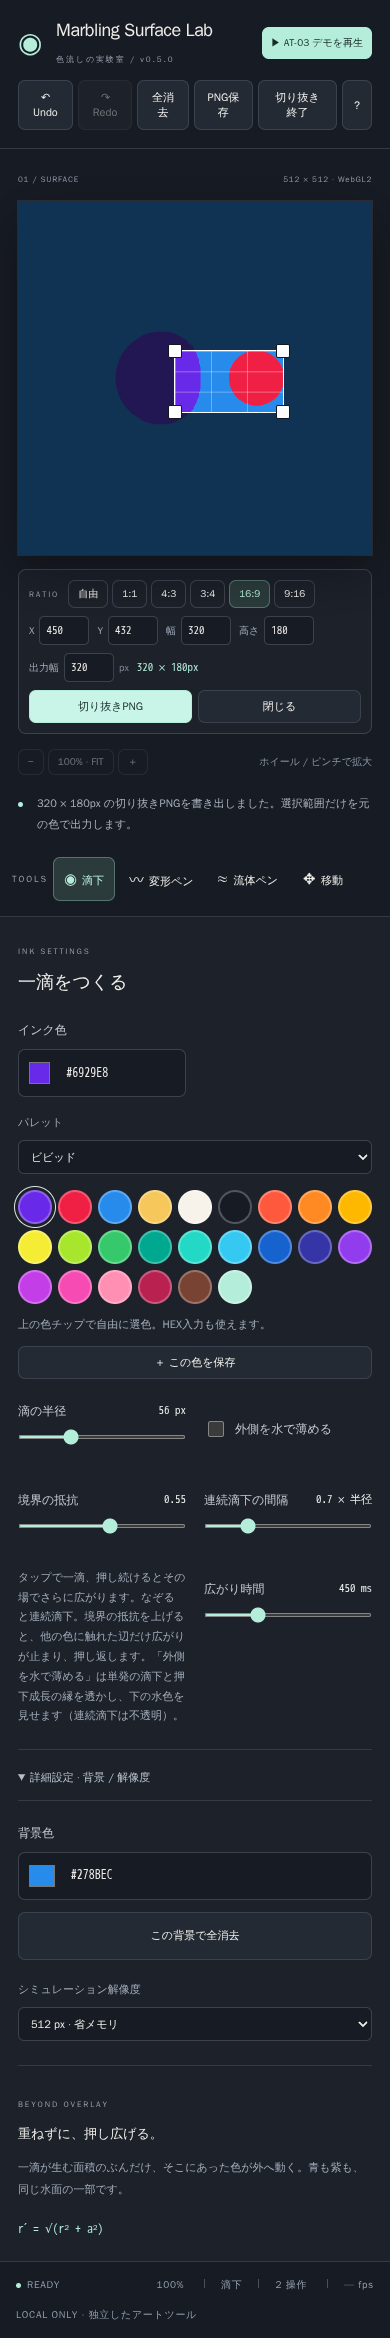 Marbling Surface Lab
色流しの実験室 / v0.5.0
▶ AT-03 デモを再生
↶ Undo
↷ Redo
全消去
PNG保存
切り抜き終了
?
01 / SURFACE
512 × 512 · WebGL2
RATIO 自由 1:1 4:3 3:4 16:9 9:16
X 450 Y 432 幅 320 高さ 180
出力幅 320 px 320 × 180px
切り抜きPNG 閉じる
− 100% · FIT + ホイール / ピンチで拡大
320 × 180px の切り抜きPNGを書き出しました。選択範囲だけを元
の色で出力します。
TOOLS 滴下 変形ペン 流体ペン 移動
INK SETTINGS
一滴をつくる
インク色
#6929E8
パレット
ビビッド
上の色チップで自由に選色。HEX入力も使えます。
+ この色を保存
滴の半径 56 px
外側を水で薄める
境界の抵抗 0.55
連続滴下の間隔 0.7 × 半径
タップで一滴、押し続けるとその
場でさらに広がります。なぞる
と連続滴下。境界の抵抗を上げる
と、他の色に触れた辺だけ広がり
が止まり、押し返します。「外側
を水で薄める」は単発の滴下と押
下成長の縁を透かし、下の水色を
見せます（連続滴下は不透明）。
広がり時間 450 ms
▼ 詳細設定 · 背景 / 解像度
背景色
#278BEC
この背景で全消去
シミュレーション解像度
512 px · 省メモリ
BEYOND OVERLAY
重ねずに、押し広げる。
一滴が生む面積のぶんだけ、そこにあった色が外へ動く。青も紫も、
同じ水面の一部です。
r′ = √(r² + a²)
READY 100% 滴下 2 操作 — fps
LOCAL ONLY · 独立したアートツール